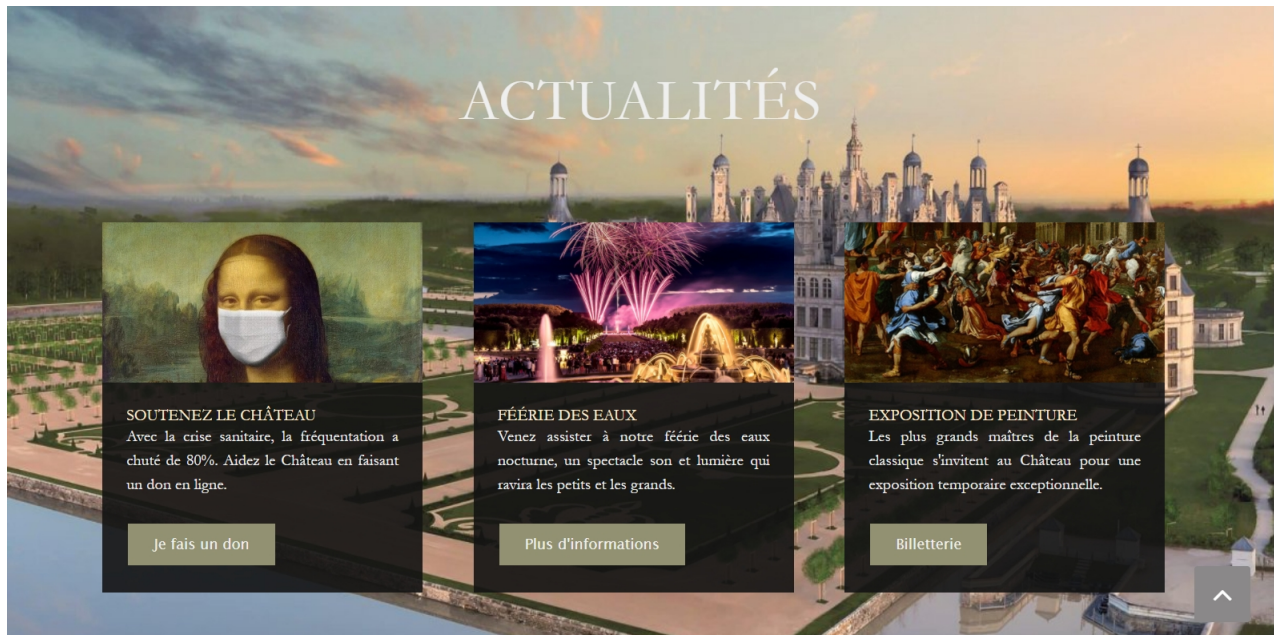 ACTUALITÉS
SOUTENEZ LE CHÂTEAU
Avec la crise sanitaire, la fréquentation a
chuté de 80%. Aidez le Château en faisant
un don en ligne.
Je fais un don
FÉÉRIE DES EAUX
Venez assister à notre féérie des eaux
nocturne, un spectacle son et lumière qui
ravira les petits et les grands.
Plus d'informations
EXPOSITION DE PEINTURE
Les plus grands maîtres de la peinture
classique s'invitent au Château pour une
exposition temporaire exceptionnelle.
Billetterie